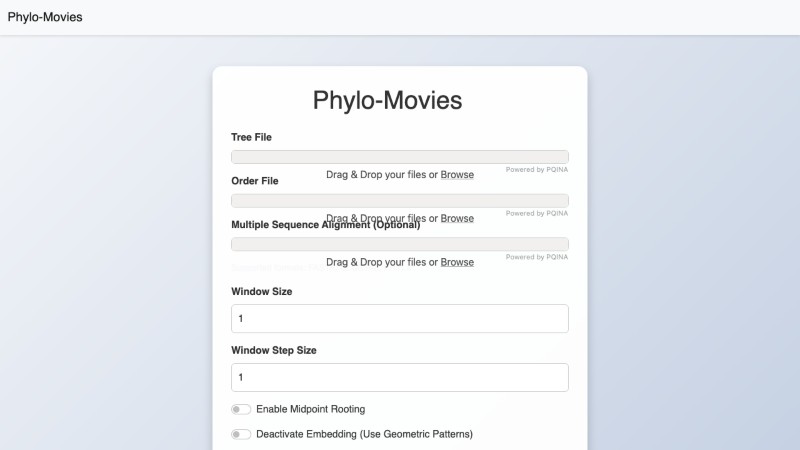 Phylo-Movies
Phylo-Movies
Tree File
Drag & Drop your files or Browse
Powered by PQINA
Order File
Drag & Drop your files or Browse
Powered by PQINA
Multiple Sequence Alignment (Optional)
Drag & Drop your files or Browse
Powered by PQINA
Window Size
1
Window Step Size
1
Enable Midpoint Rooting
Deactivate Embedding (Use Geometric Patterns)